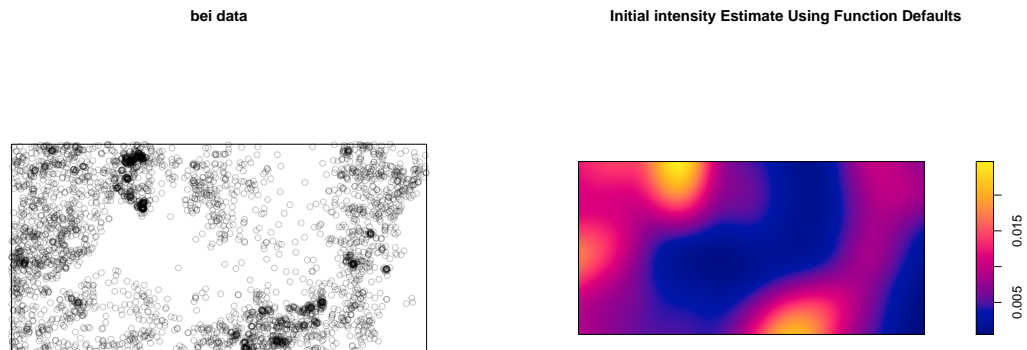 bei data
Initial intensity Estimate Using Function Defaults
0.015
0.005